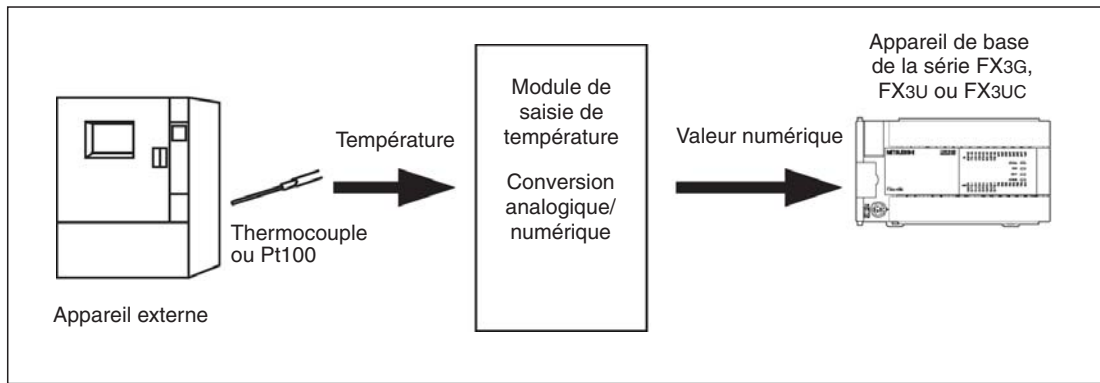 Appareil de base
de la série FX3G,
FX3U ou FX3UC
Module de
saisie de
température
Conversion
analogique/
numérique
Température
Valeur numérique
Thermocouple
ou Pt100
Appareil externe
MITSUBISHI